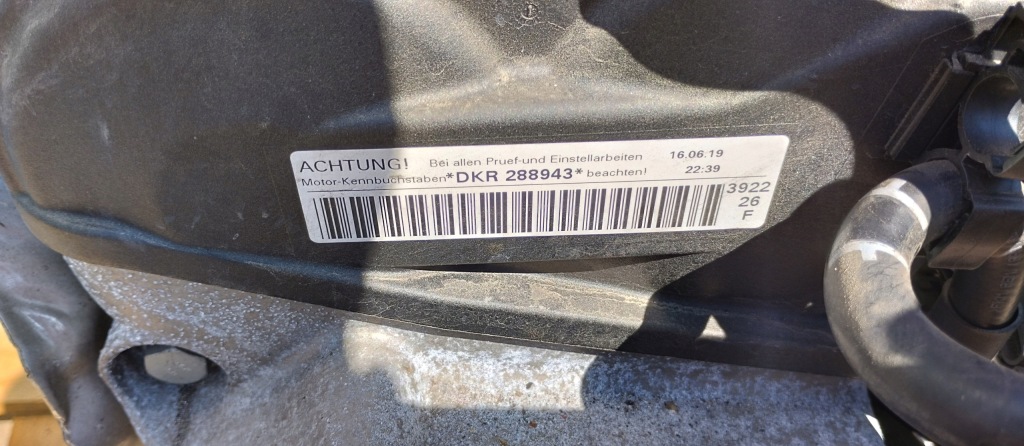 ACHTUNG! Bei allen Pruef-und Einstellarbeiten 16.06.19
Motor-Kennbuchstaben *DKR 288943* beachten! 22:39
3922
26
F